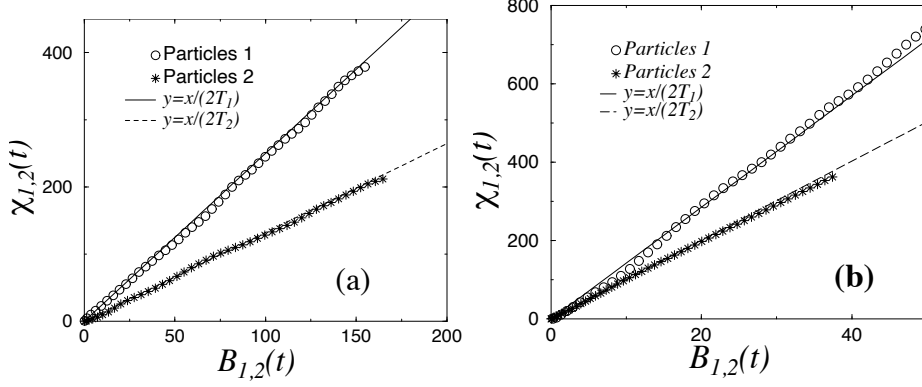 400
200
0
χ1,2(t)
Particles 1
Particles 2
y=x/(2T1)
y=x/(2T2)
(a)
0 50 100 150 200
B1,2(t)
800
600
400
200
0
χ1,2(t)
Particles 1
Particles 2
y=x/(2T1)
y=x/(2T2)
(b)
0 20 40
B1,2(t)